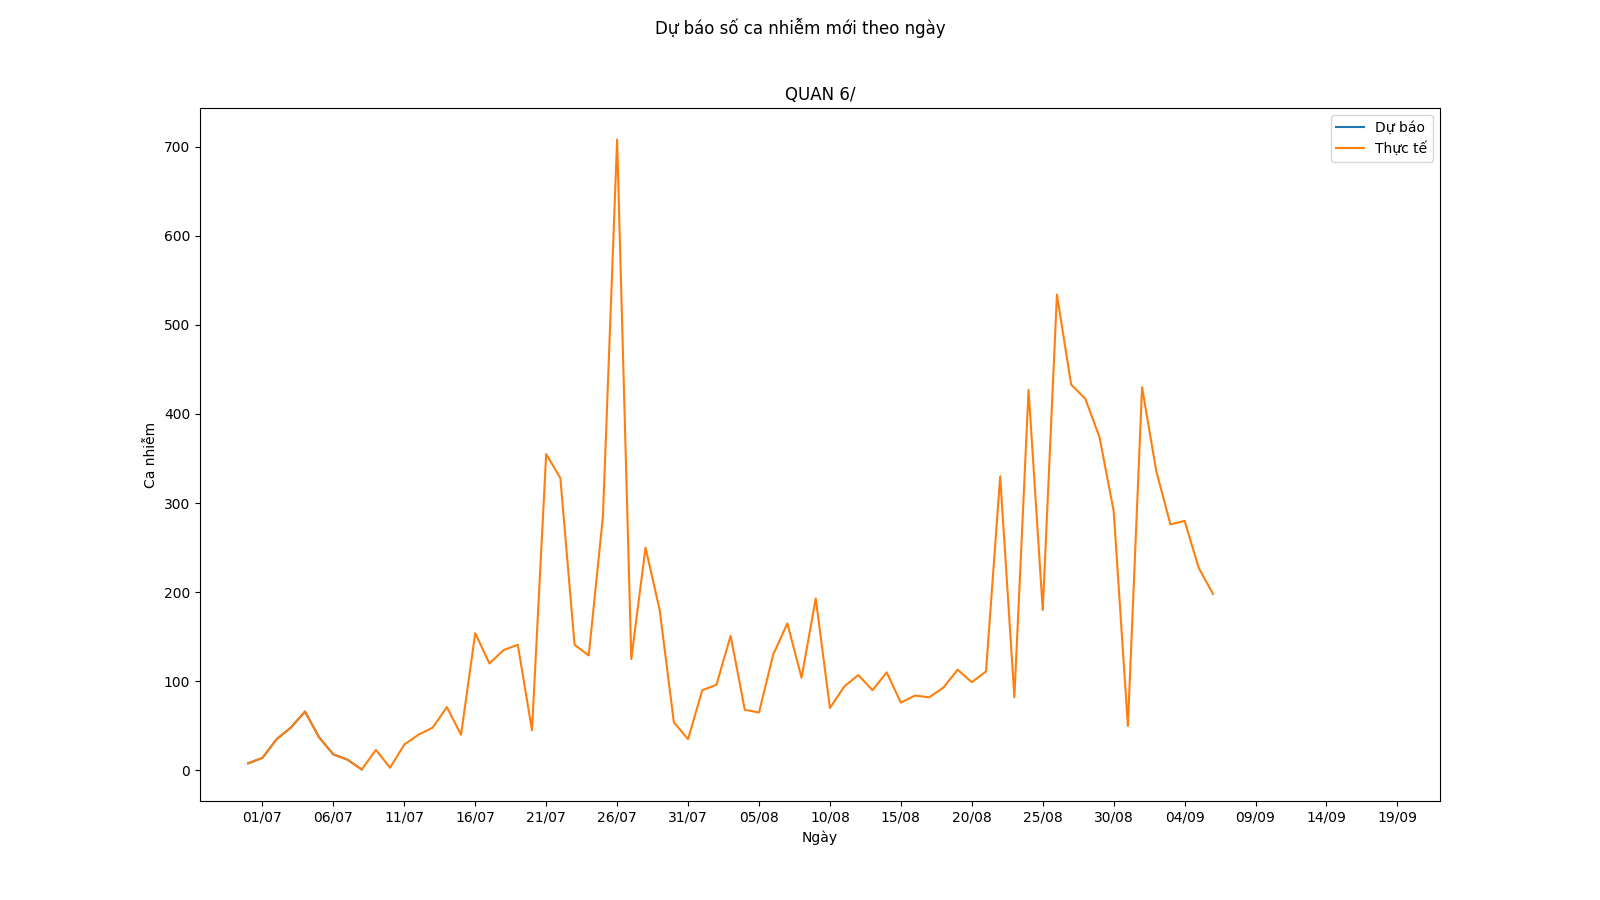 Dự báo số ca nhiễm mới theo ngày
QUAN 6/
Dự báo
Thực tế
700
600
500
400
300
200
100
0
Ca nhiễm
01/07 06/07 11/07 16/07 21/07 26/07 31/07 05/08 10/08 15/08 20/08 25/08 30/08 04/09 09/09 14/09 19/09
Ngày